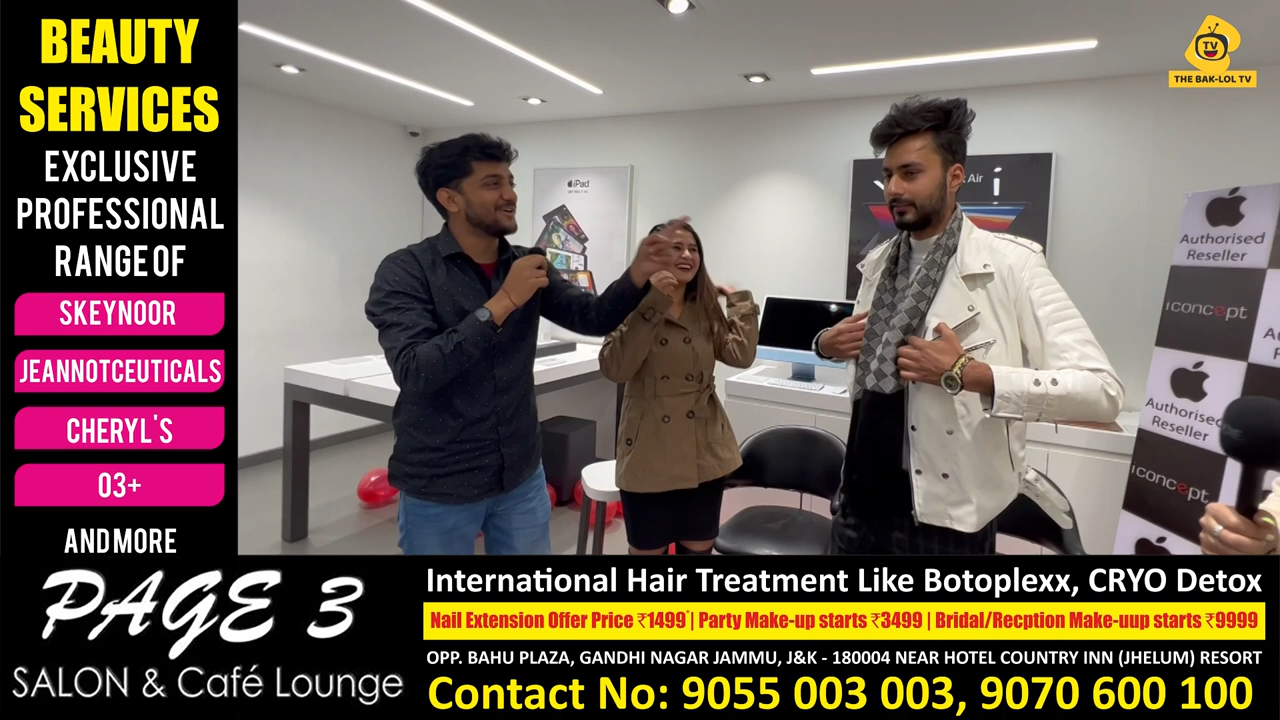 BEAUTY
SERVICES
EXCLUSIVE
PROFESSIONAL
RANGE OF
SKEYNOOR
JEANNOTCEUTICALS
CHERYL'S
03+
AND MORE
PAGE 3
SALON & Café Lounge
TV
THE BAK-LOL TV
iPad
Air
Authorised
Reseller
iconcept
Authorised
Reseller
iconcept
International Hair Treatment Like Botoplexx, CRYO Detox
Nail Extension Offer Price ₹1499* | Party Make-up starts ₹3499 | Bridal/Recption Make-uup starts ₹9999
OPP. BAHU PLAZA, GANDHI NAGAR JAMMU, J&K - 180004 NEAR HOTEL COUNTRY INN (JHELUM) RESORT
Contact No: 9055 003 003, 9070 600 100